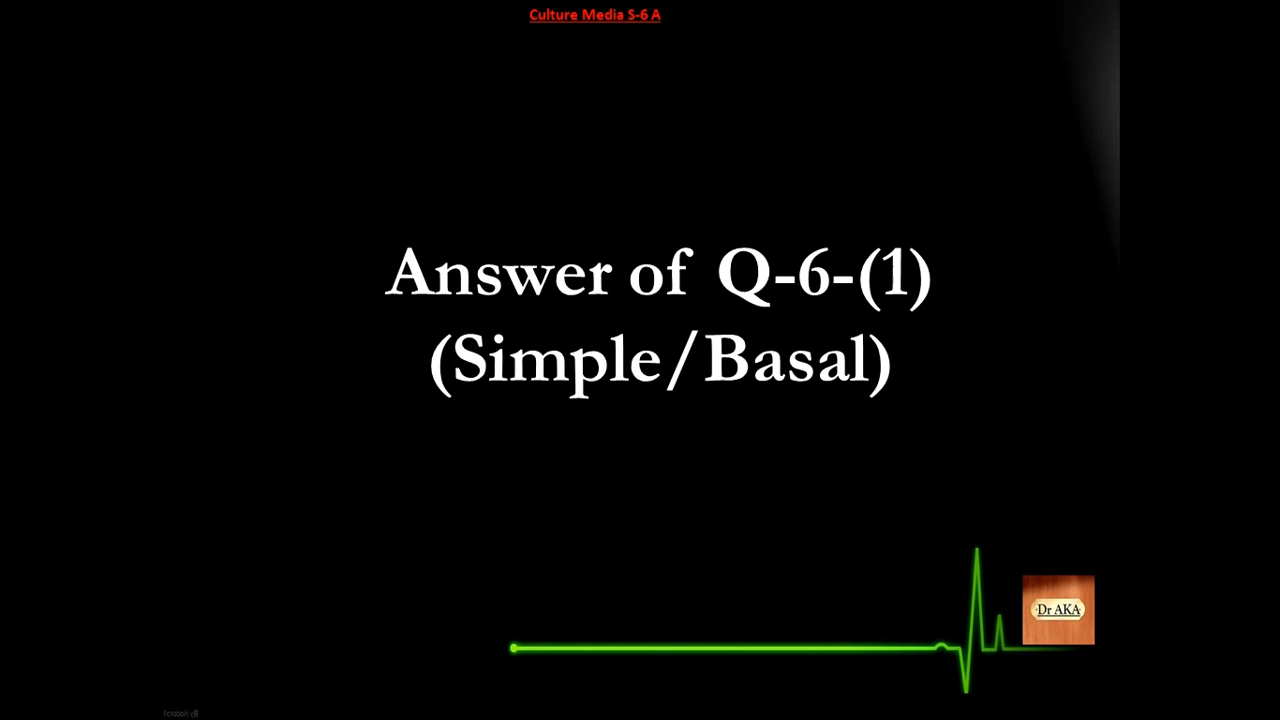 Culture Media S-6 A
Answer of Q-6-(1)
(Simple/Basal)
Dr AKA